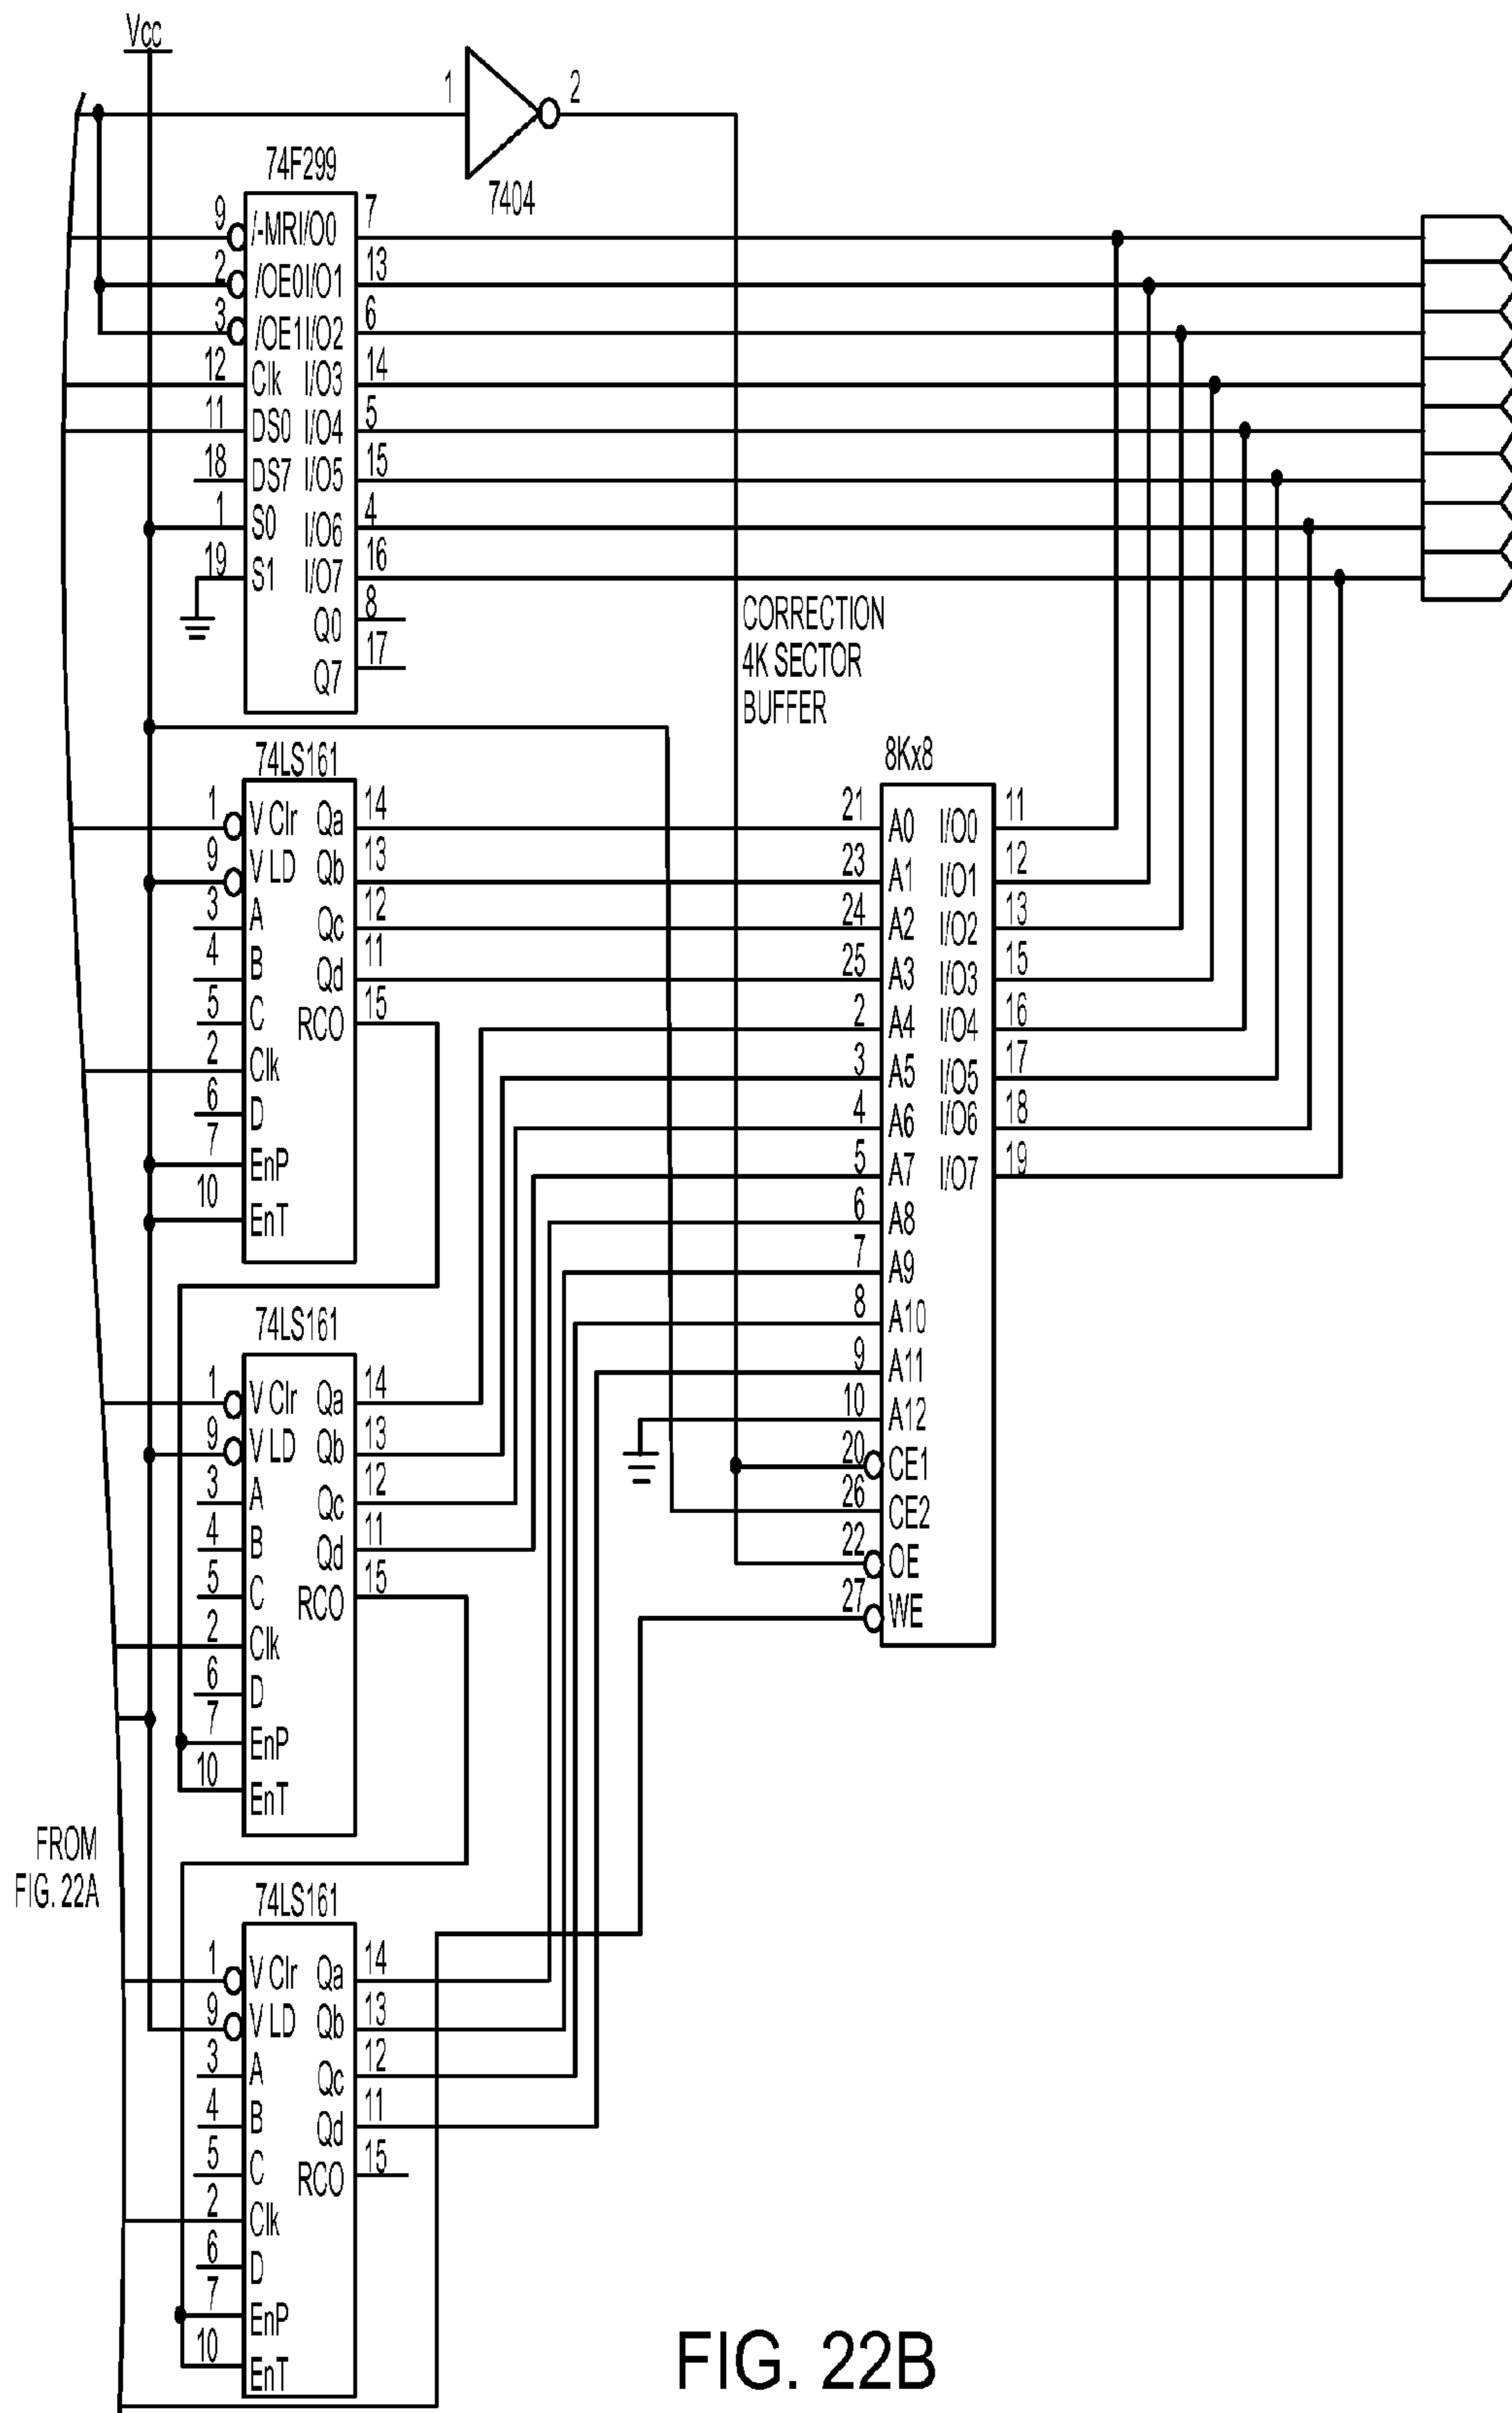 Vcc
1
2
7404
74F299
9 /-MR I/O0 7
2 /OE0 I/O1 13
3 /OE1 I/O2 6
12 Clk I/O3 14
11 DS0 I/O4 5
18 DS7 I/O5 15
1 S0 I/O6 4
19 S1 I/O7 16
Q0 8
Q7 17
CORRECTION
4K SECTOR
BUFFER
74LS161
1 V Clr Qa 14
9 V LD Qb 13
3 A Qc 12
4 B Qd 11
5 C RCO 15
2 Clk
6 D
7 EnP
10 EnT
8Kx8
21 A0 I/O0 11
23 A1 I/O1 12
24 A2 I/O2 13
25 A3 I/O3 15
2 A4 I/O4 16
3 A5 I/O5 17
4 A6 I/O6 18
5 A7 I/O7 19
6 A8
7 A9
8 A10
9 A11
10 A12
20 CE1
26 CE2
22 OE
27 WE
74LS161
1 V Clr Qa 14
9 V LD Qb 13
3 A Qc 12
4 B Qd 11
5 C RCO 15
2 Clk
6 D
7 EnP
10 EnT
FROM
FIG. 22A
74LS161
1 V Clr Qa 14
9 V LD Qb 13
3 A Qc 12
4 B Qd 11
5 C RCO 15
2 Clk
6 D
7 EnP
10 EnT
FIG. 22B